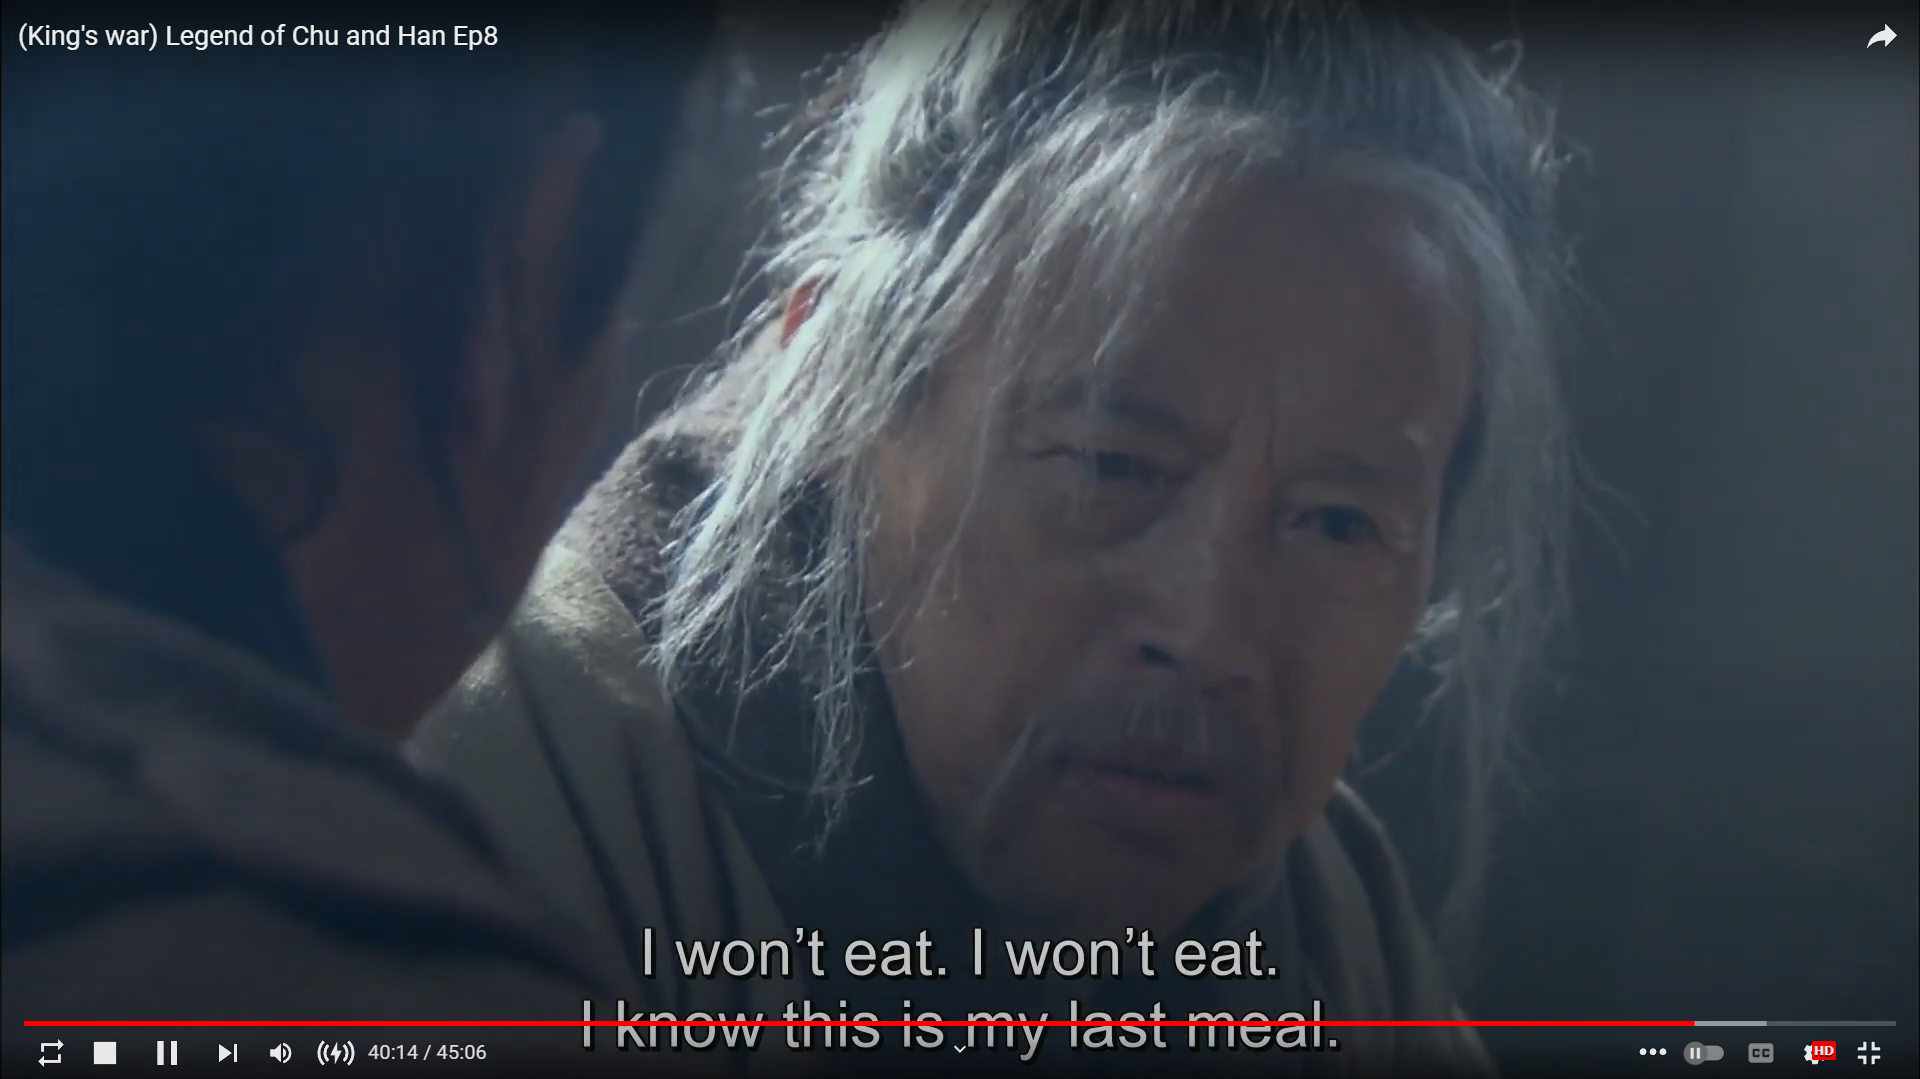 (King's war) Legend of Chu and Han Ep8
I won’t eat. I won’t eat.
I know this is my last meal.
40:14 / 45:06
CC
HD